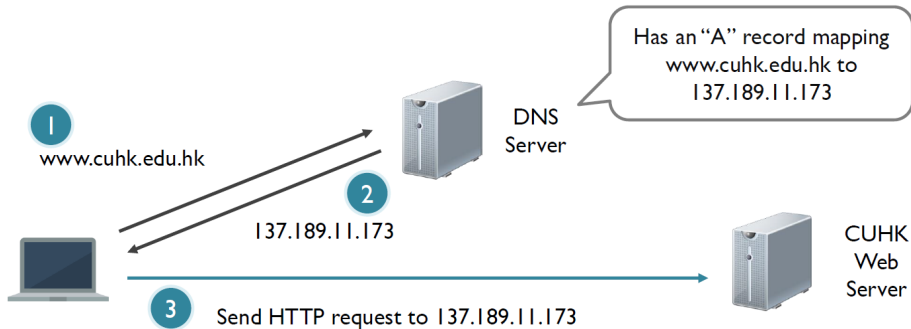 Has an “A” record mapping
www.cuhk.edu.hk to
137.189.11.173
DNS
Server
1
www.cuhk.edu.hk
2
137.189.11.173
CUHK
Web
Server
3
Send HTTP request to 137.189.11.173